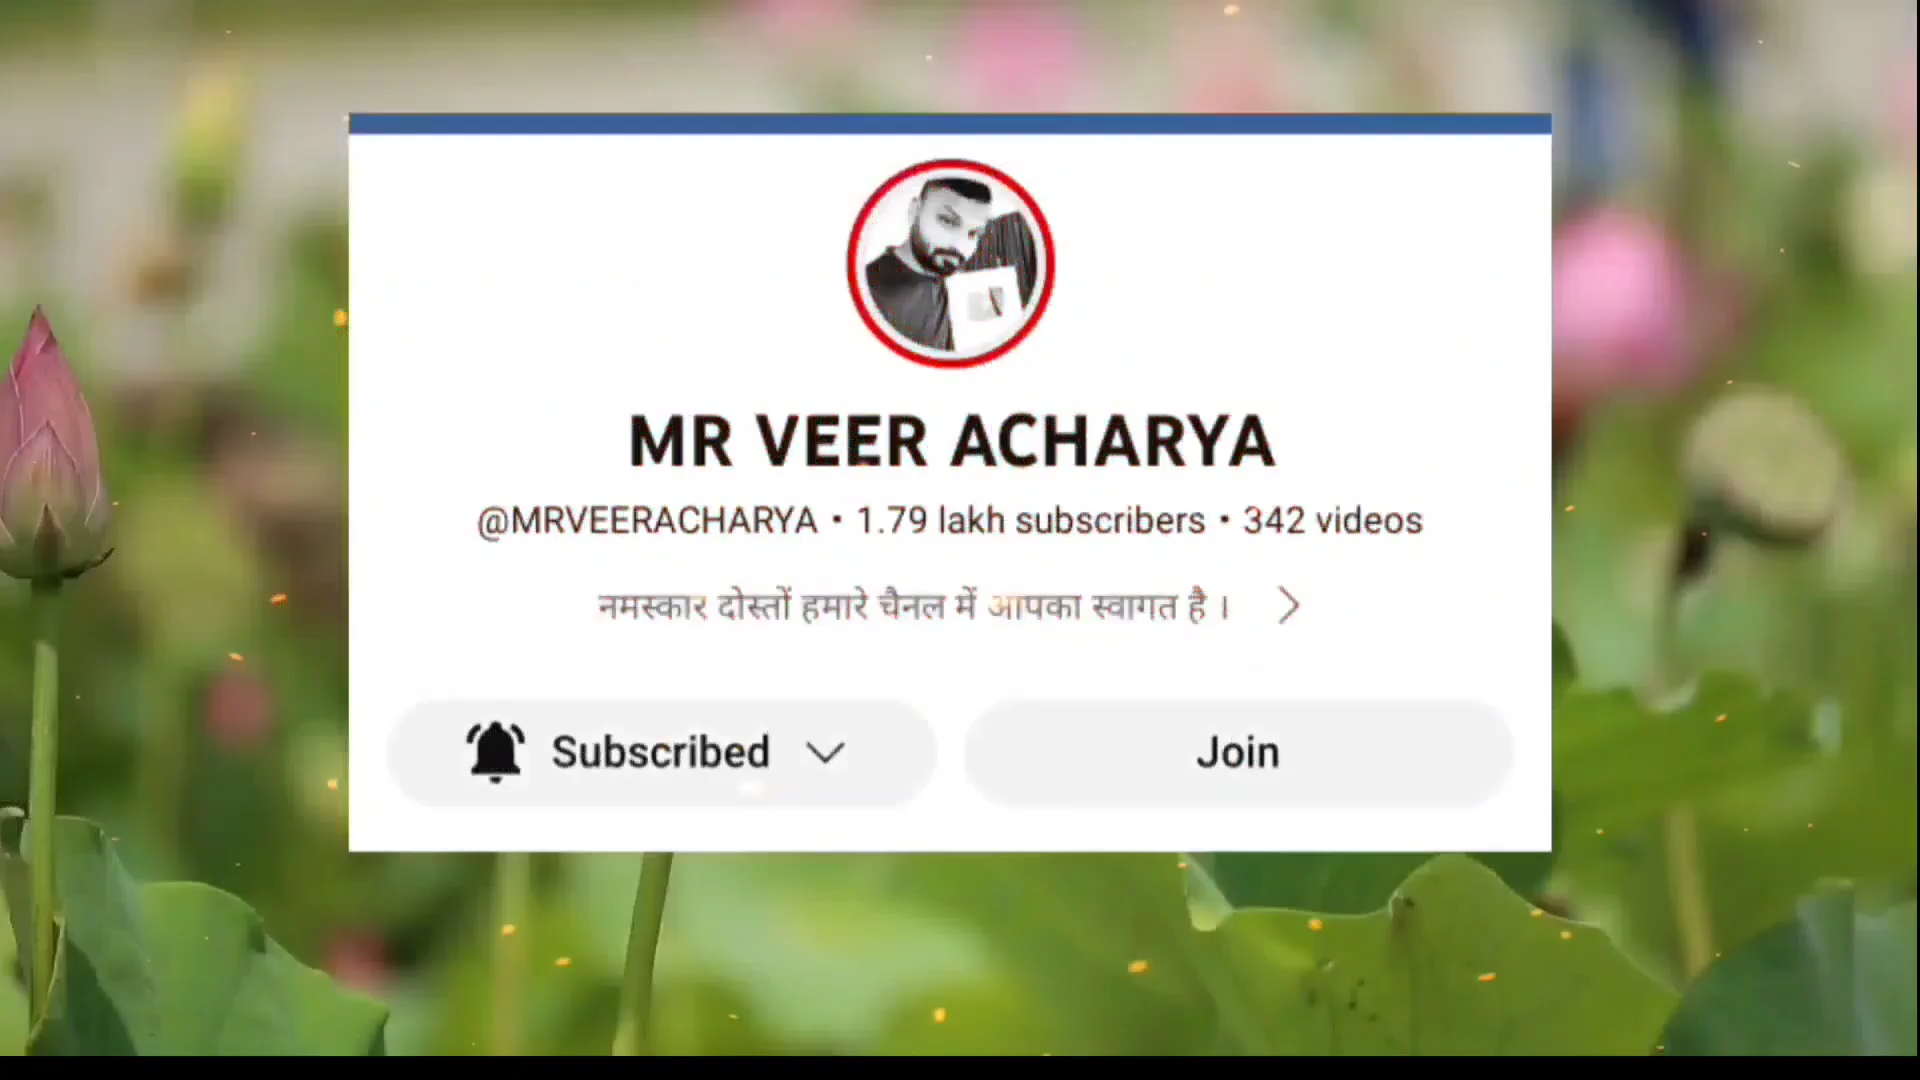 MR VEER ACHARYA
@MRVEERACHARYA • 1.79 lakh subscribers • 342 videos
नमस्कार दोस्तों हमारे चैनल में आपका स्वागत है ।
Subscribed
Join